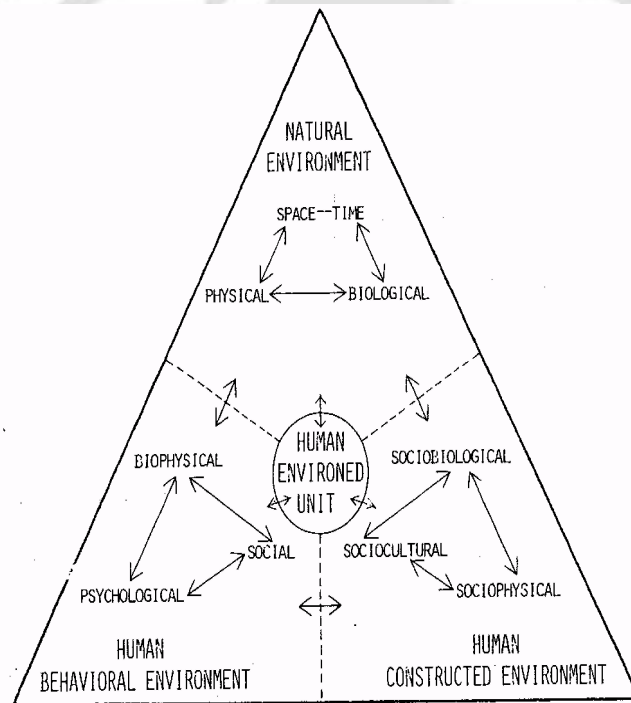 NATURAL
ENVIRONMENT
SPACE--TIME
PHYSICAL
BIOLOGICAL
HUMAN
ENVIRONED
UNIT
BIOPHYSICAL
SOCIAL
PSYCHOLOGICAL
HUMAN
BEHAVIORAL ENVIRONMENT
SOCIOBIOLOGICAL
SOCIOCULTURAL
SOCIOPHYSICAL
HUMAN
CONSTRUCTED ENVIRONMENT